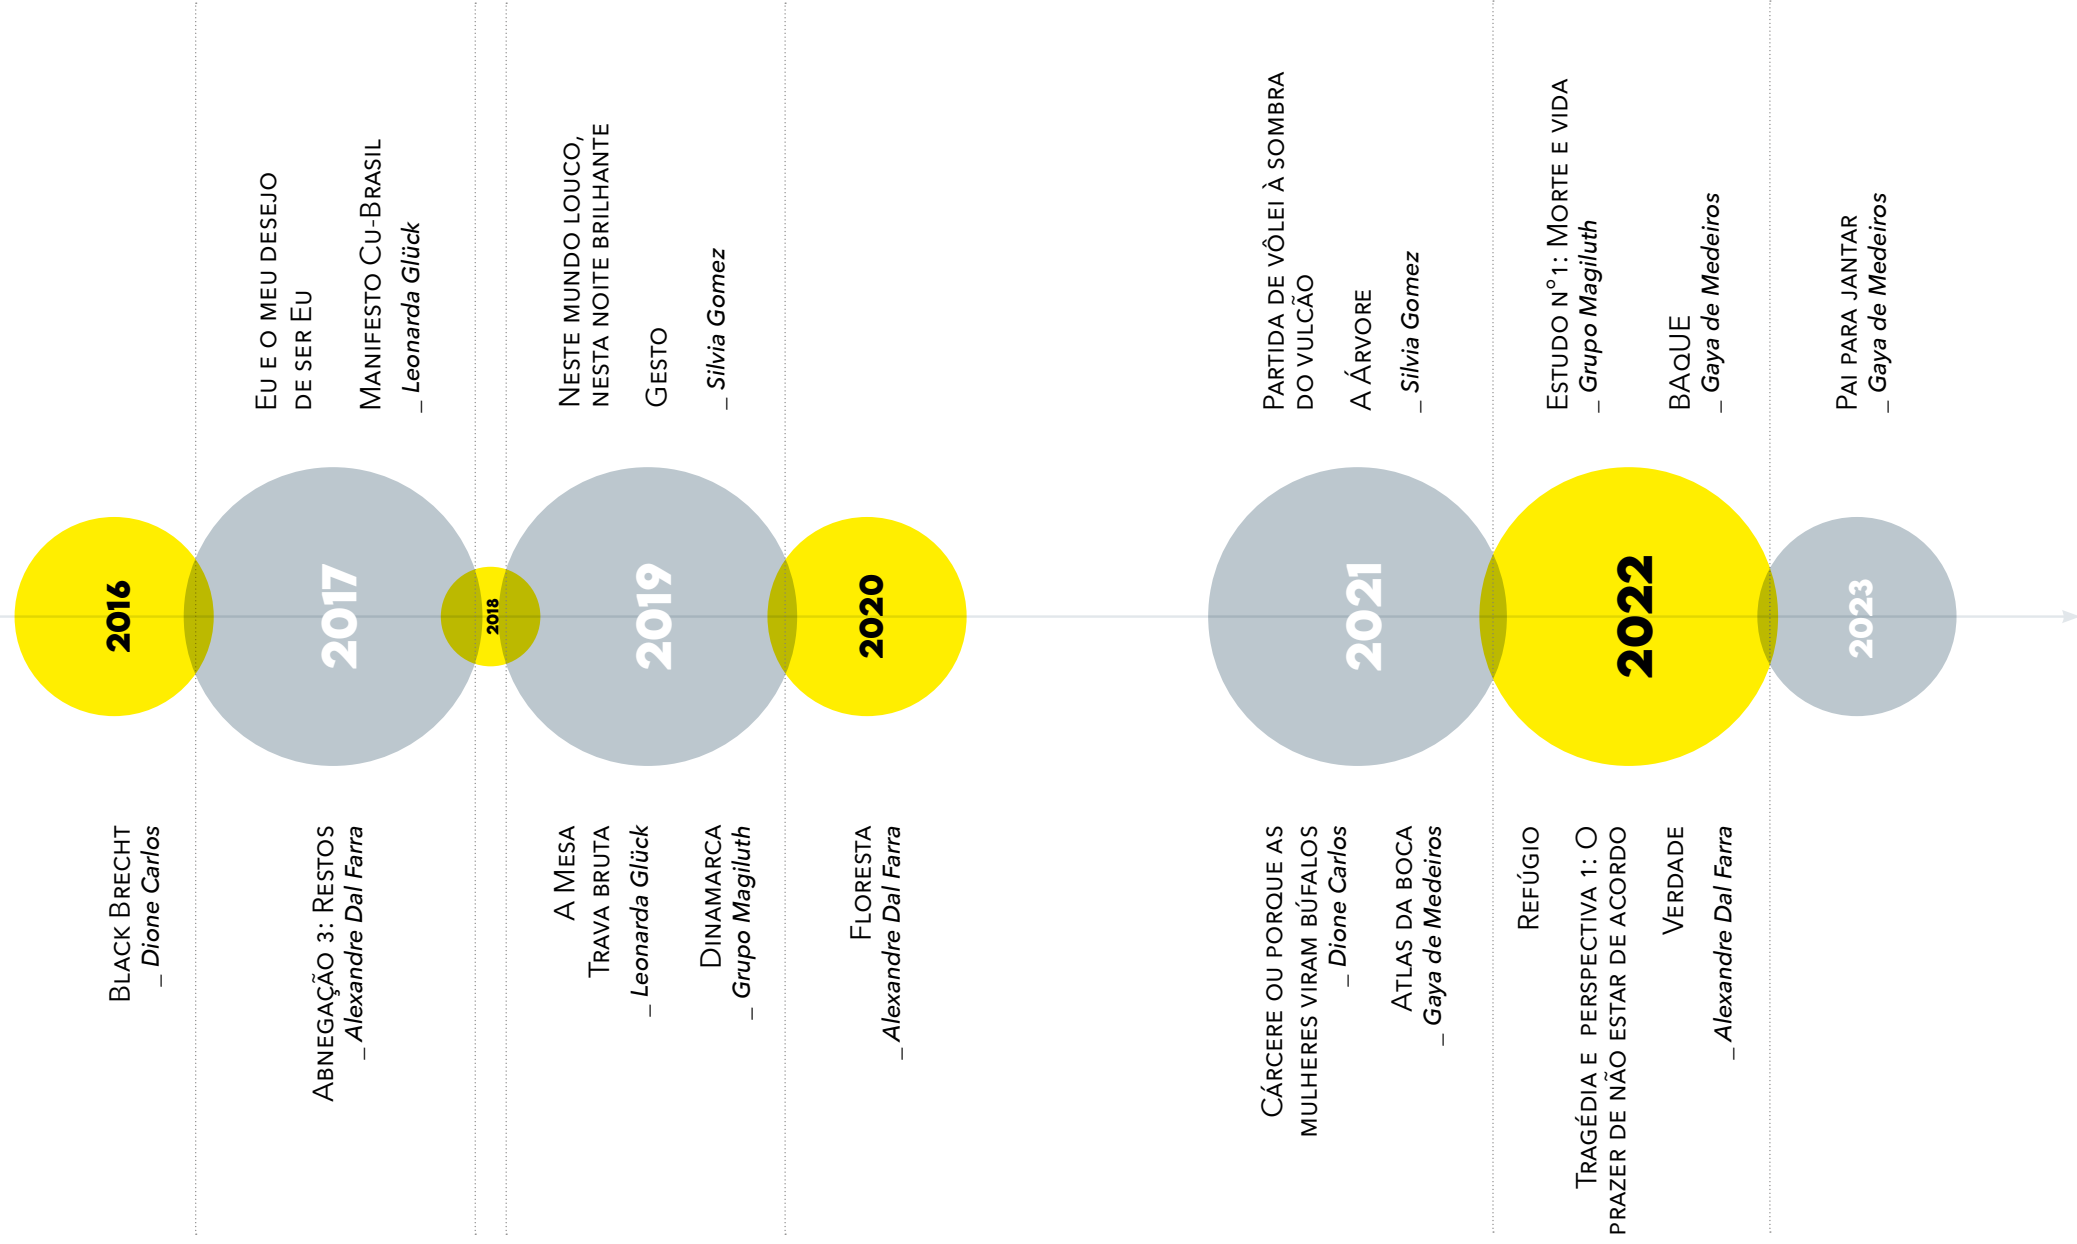 2016
BLACK BRECHT
_ Dione Carlos
2017
EU E O MEU DESEJO
DE SER EU
MANIFESTO CU-BRASIL
_ Leonarda Glück
ABNEGAÇÃO 3: RESTOS
_ Alexandre Dal Farra
2018
2019
NESTE MUNDO LOUCO,
NESTA NOITE BRILHANTE
GESTO
_ Silvia Gomez
A MESA
TRAVA BRUTA
_ Leonarda Glück
DINAMARCA
_ Grupo Magiluth
2020
FLORESTA
_ Alexandre Dal Farra
2021
PARTIDA DE VÔLEI À SOMBRA
DO VULCÃO
A ÁRVORE
_ Silvia Gomez
CÁRCERE OU PORQUE AS
MULHERES VIRAM BÚFALOS
_ Dione Carlos
ATLAS DA BOCA
_ Gaya de Medeiros
2022
ESTUDO Nº1: MORTE E VIDA
_ Grupo Magiluth
BAQUE
_ Gaya de Medeiros
REFÚGIO
TRAGÉDIA E PERSPECTIVA 1: O
PRAZER DE NÃO ESTAR DE ACORDO
VERDADE
_ Alexandre Dal Farra
2023
PAI PARA JANTAR
_ Gaya de Medeiros